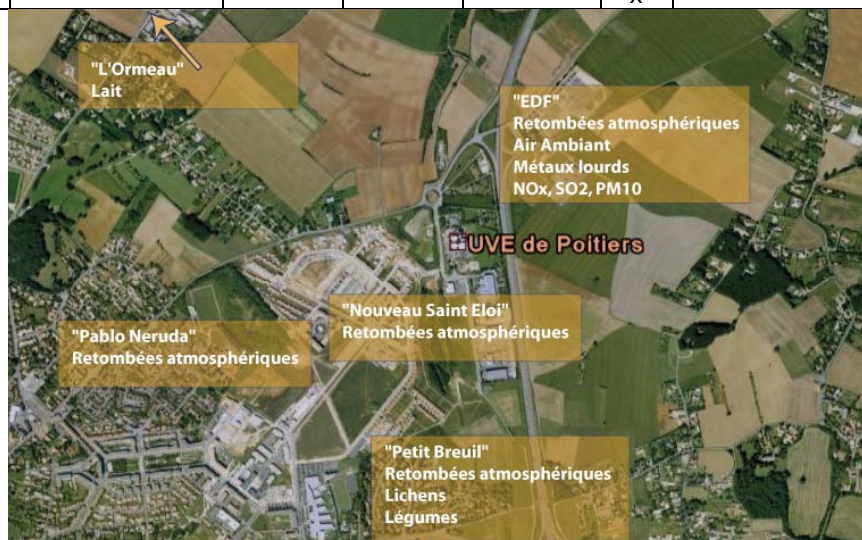 x
"L'Ormeau"
Lait
"EDF"
Retombées atmosphériques
Air Ambiant
Métaux lourds
NOx, SO2, PM10
UVE de Poitiers
"Nouveau Saint Eloi"
Retombées atmosphériques
"Pablo Neruda"
Retombées atmosphériques
"Petit Breuil"
Retombées atmosphériques
Lichens
Légumes